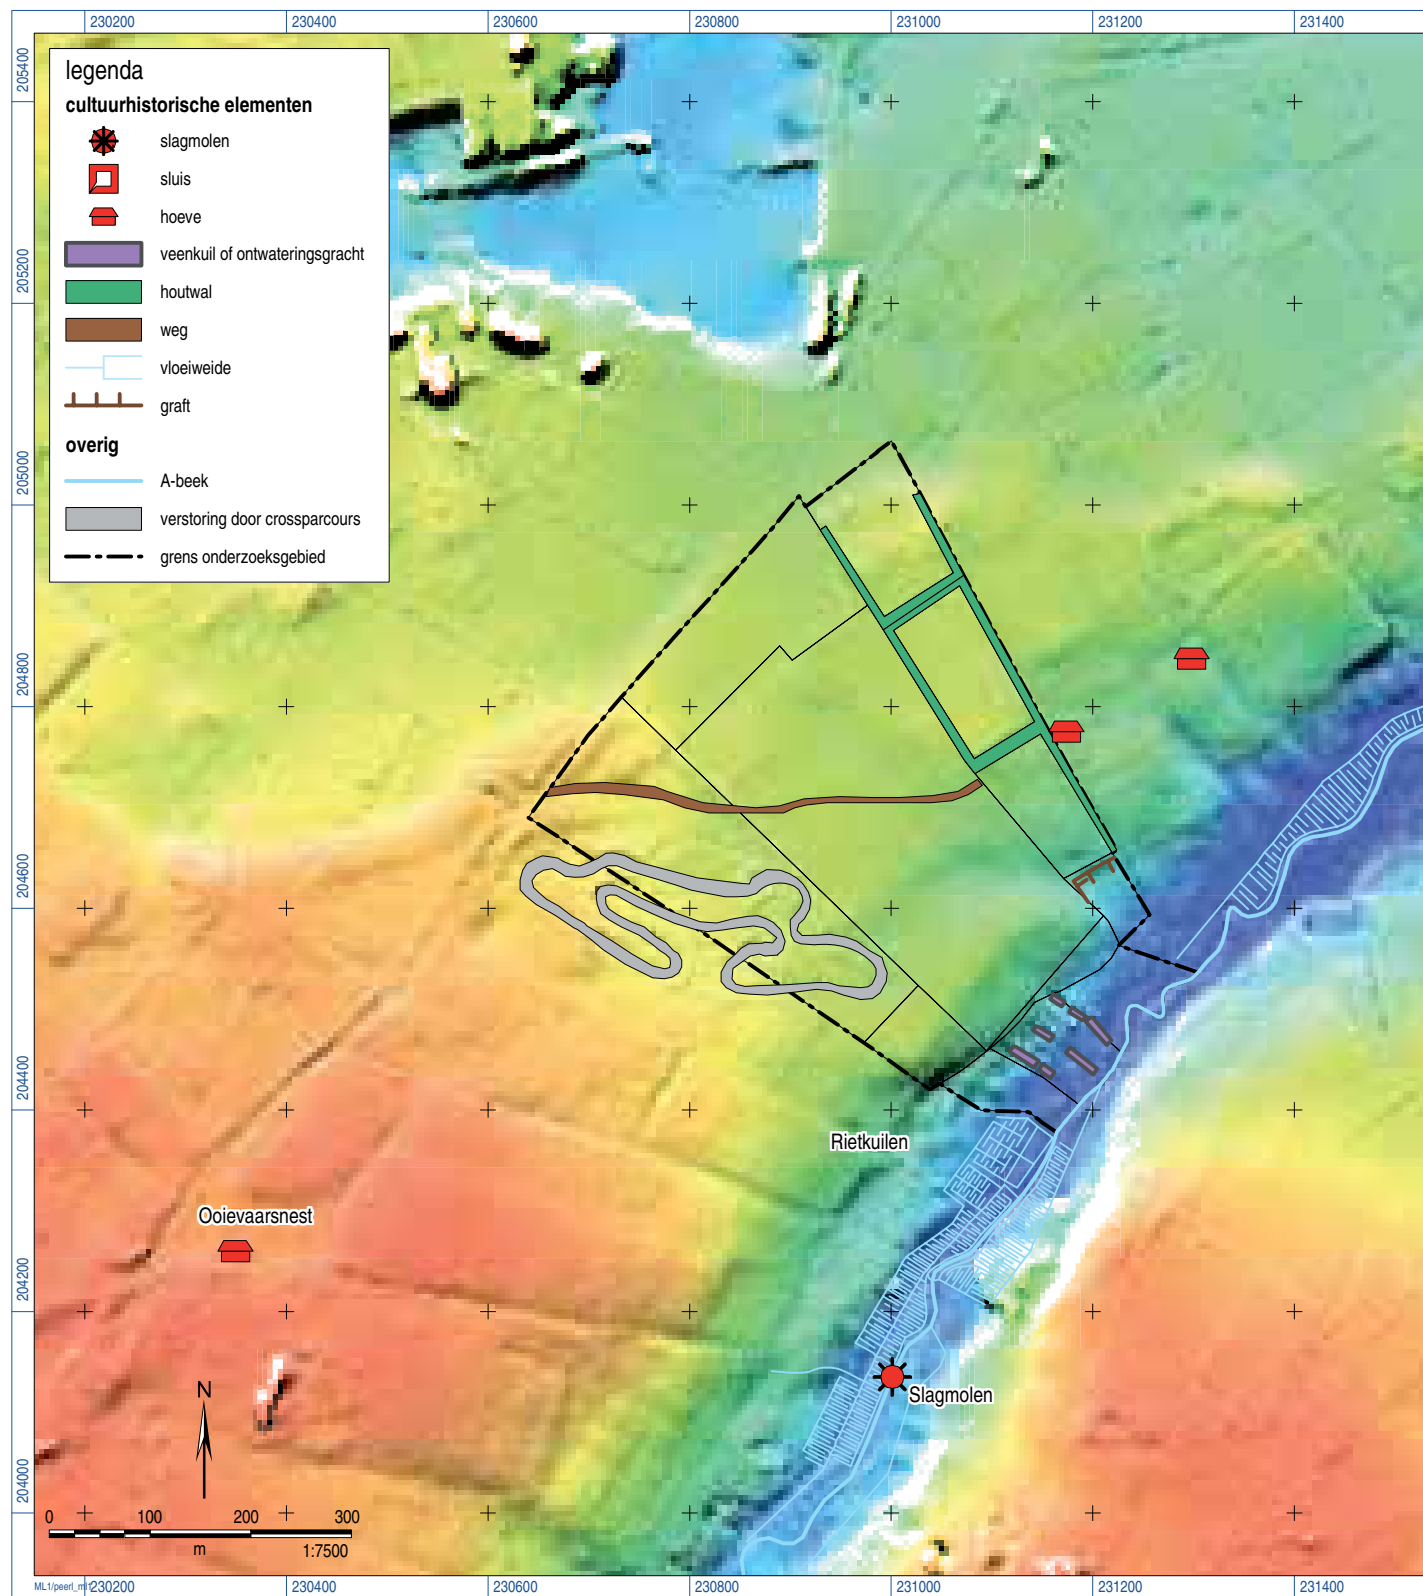 230200 230400 230600 230800 231000 231200 231400
205400
205200
205000
204800
204600
204400
204200
204000
legenda
cultuurhistorische elementen
slagmolen
sluis
hoeve
veenkuil of ontwateringsgracht
houtwal
weg
vloeiweide
graft
overig
A-beek
verstoring door crossparcours
grens onderzoeksgebied
Rietkuilen
Ooievaarsnest
Slagmolen
N
0 100 200 300
m 1:7500
230200 230400 230600 230800 231000 231200 231400